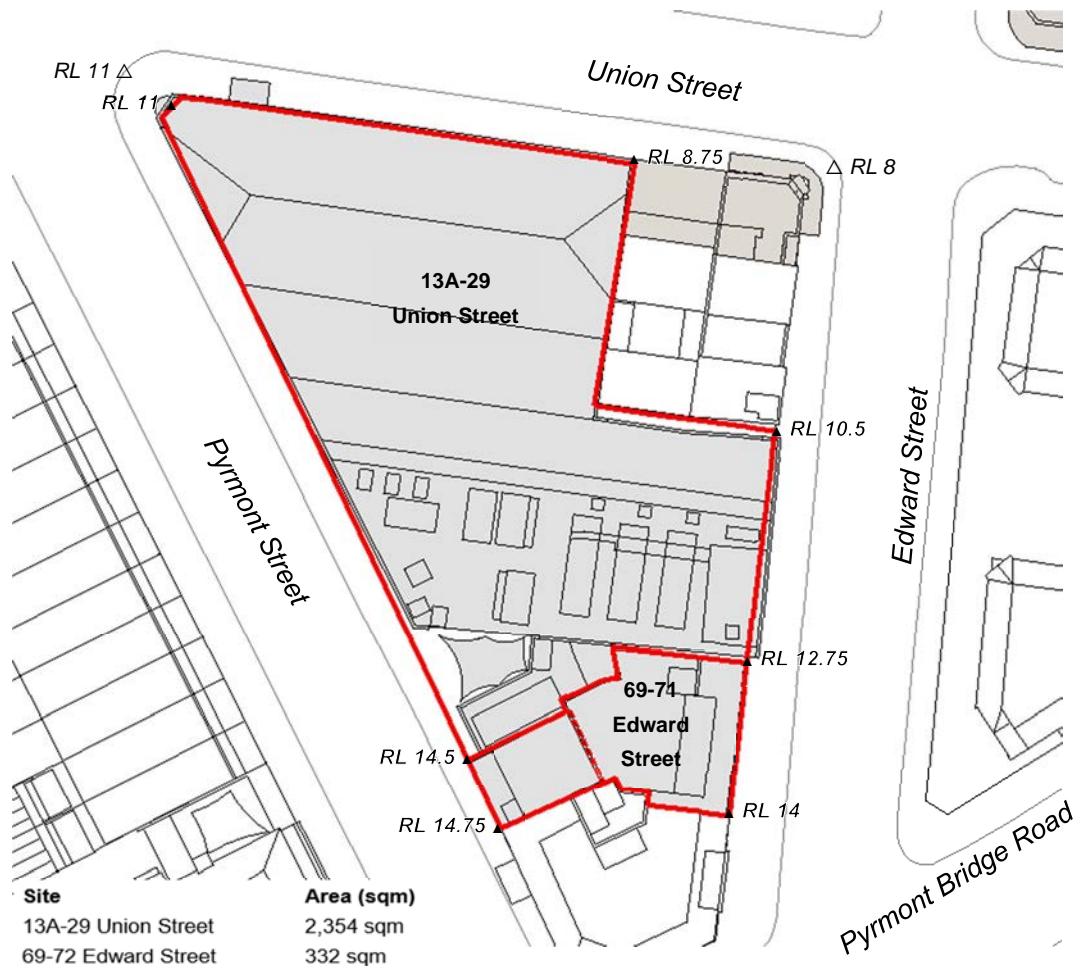 Union Street
RL 11
RL 11
RL 8.75
RL 8
13A-29
Union Street
Edward Street
RL 10.5
Pyrmont Street
RL 12.75
69-71
Edward
Street
RL 14.5
RL 14
RL 14.75
Pyrmont Bridge Road
Site Area (sqm)
13A-29 Union Street 2,354 sqm
69-72 Edward Street 332 sqm